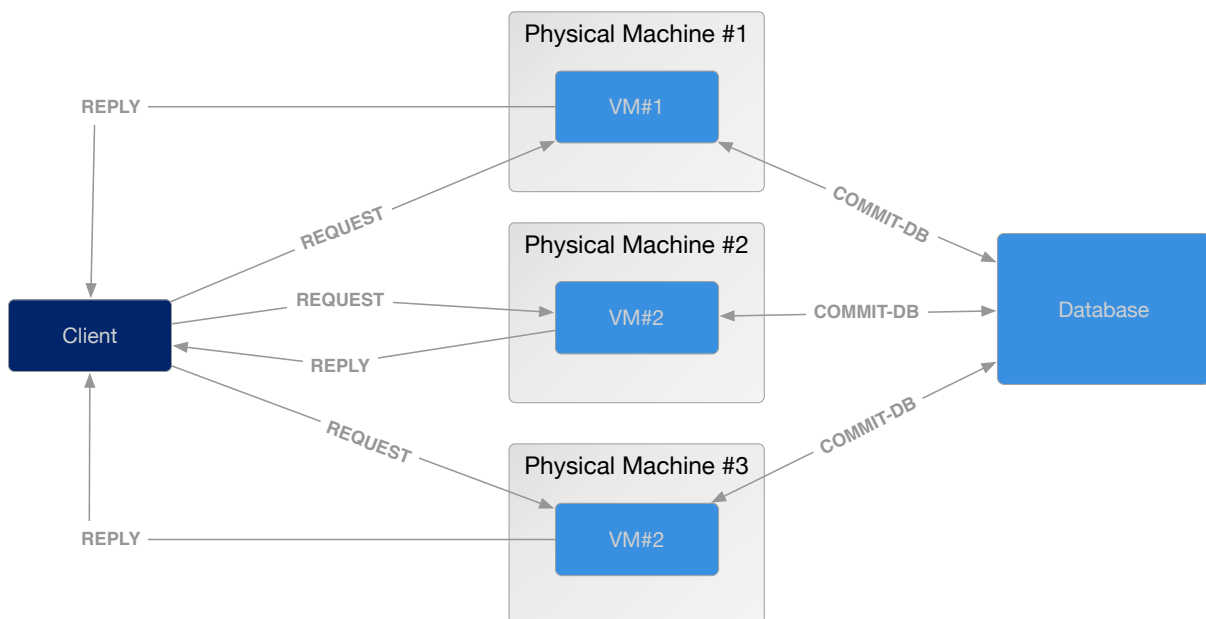 Physical Machine #1
VM#1
REPLY
REQUEST
COMMIT-DB
Physical Machine #2
REQUEST
VM#2
COMMIT-DB
Database
Client
REPLY
REQUEST
COMMIT-DB
Physical Machine #3
VM#2
REPLY